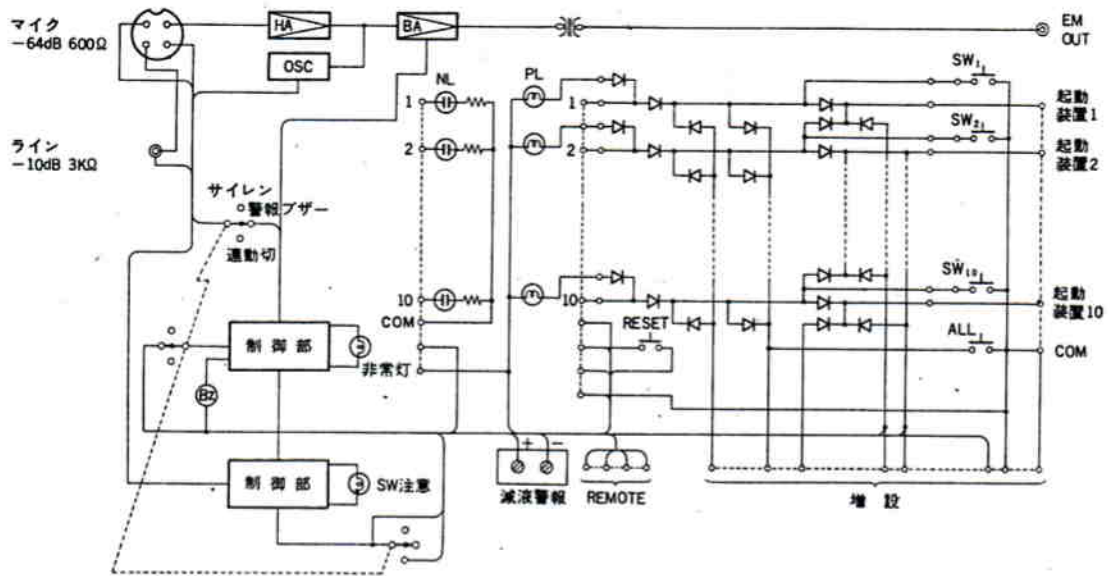 マイク
−64dB 600Ω
HA
BA
EM
OUT
OSC
NL
PL
SW₁
1
1
起動
装置1
SW₂
2
2
起動
装置2
ライン
−10dB 3KΩ
サイレン
警報ブザー
連動切
SW₁₀
10
10
起動
装置10
COM
RESET
ALL
COM
制御部
非常灯
Bz
+ −
制御部
SW注意
減液警報
REMOTE
増設